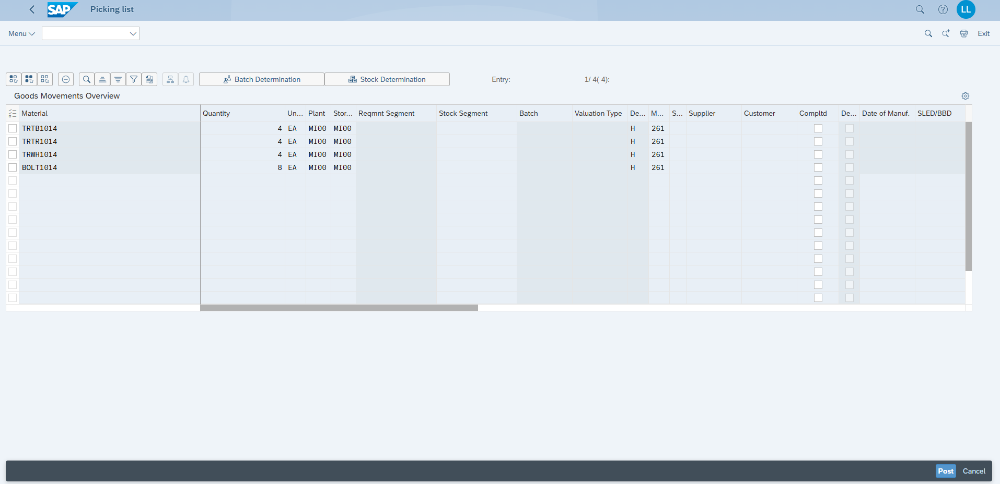 SAP Picking list LL
Menu Exit
Batch Determination Stock Determination Entry: 1/ 4( 4):
Goods Movements Overview
Material Quantity Un... Plant Stor... Reqmnt Segment Stock Segment Batch Valuation Type De... M... S... Supplier Customer Compltd De... Date of Manuf. SLED/BBD
TRTB1014 4 EA MI00 MI00 H 261
TRTR1014 4 EA MI00 MI00 H 261
TRWH1014 4 EA MI00 MI00 H 261
BOLT1014 8 EA MI00 MI00 H 261
Post Cancel